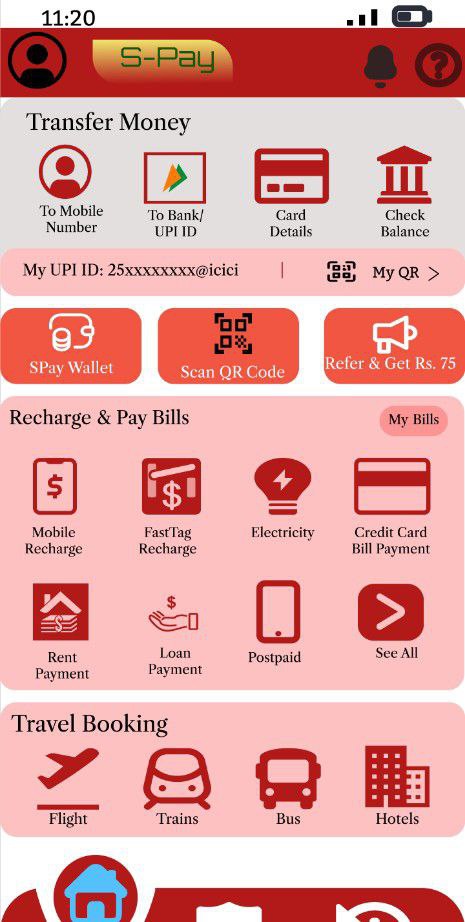 11:20
S-Pay
?
Transfer Money
To Mobile
Number
To Bank/
UPI ID
Card
Details
Check
Balance
My UPI ID: 25xxxxxxxx@icici | My QR >
SPay Wallet
Scan QR Code
Refer & Get Rs. 75
Recharge & Pay Bills
My Bills
$
$
Mobile
Recharge
FastTag
Recharge
Electricity
Credit Card
Bill Payment
$
$
Rent
Payment
Loan
Payment
Postpaid
See All
Travel Booking
Flight
Trains
Bus
Hotels